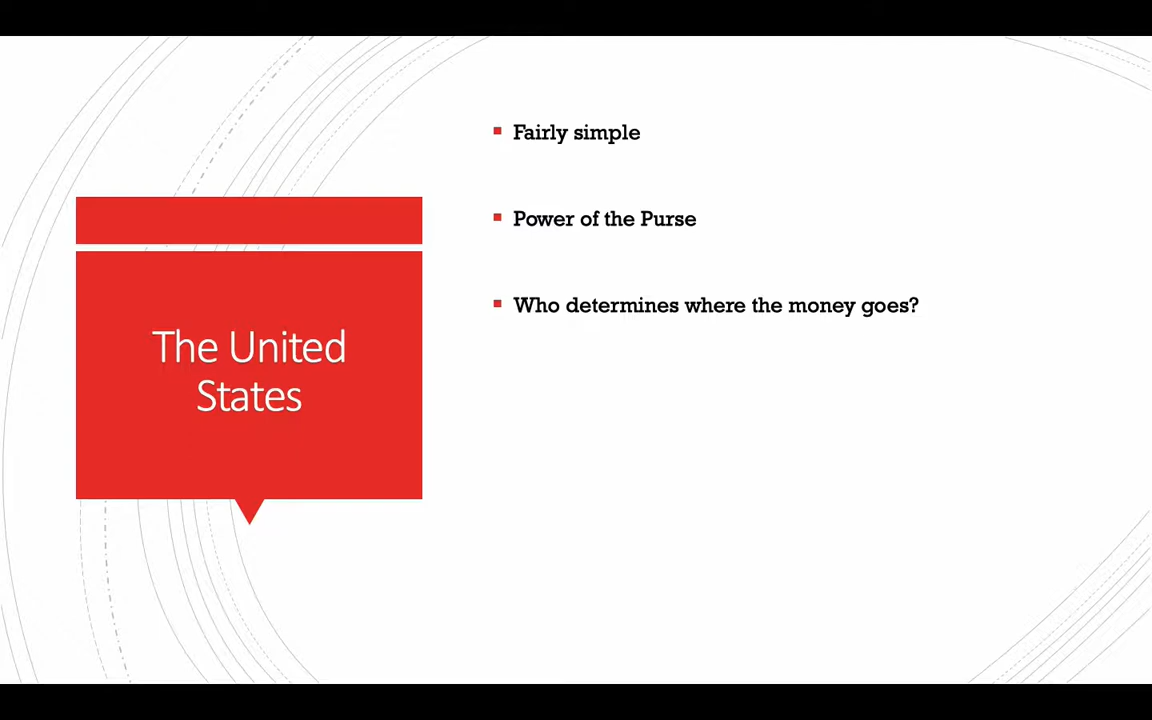 The United
States
Fairly simple
Power of the Purse
Who determines where the money goes?